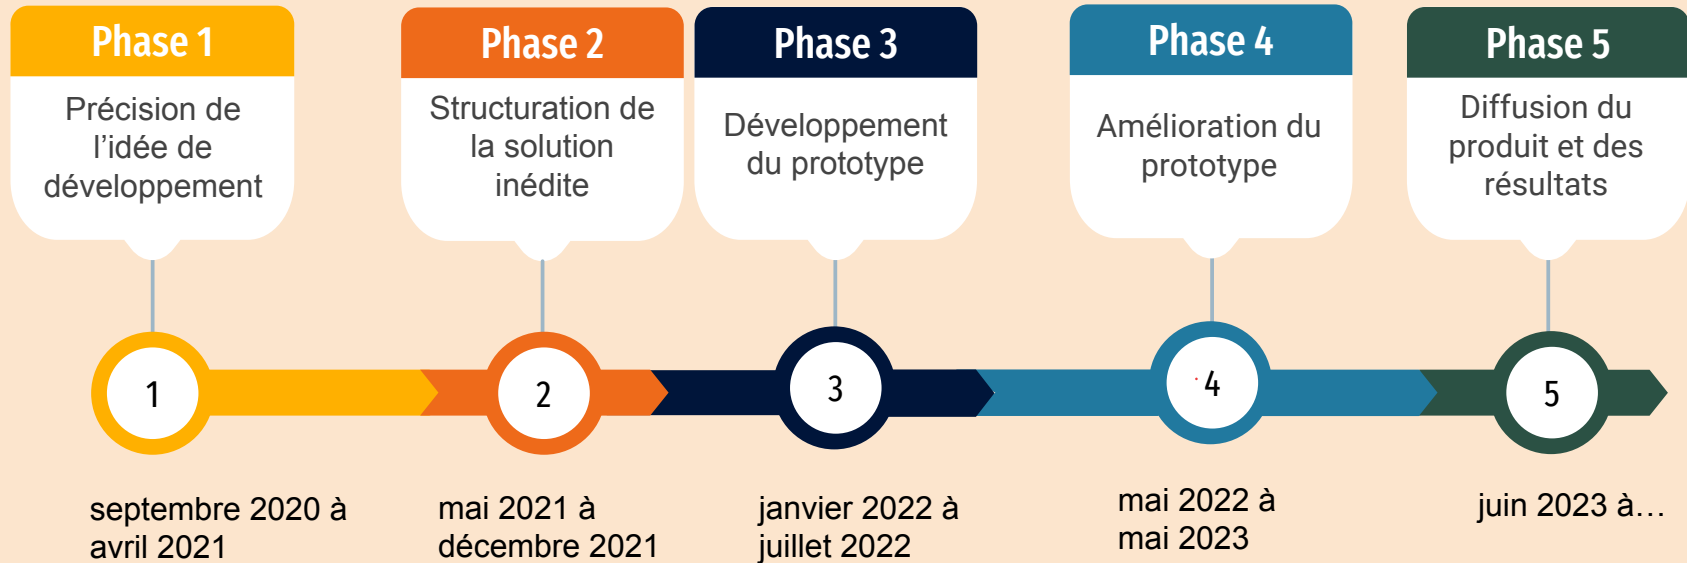 Phase 1
Précision de
l’idée de
développement
Phase 2
Structuration de
la solution
inédite
Phase 3
Développement
du prototype
Phase 4
Amélioration du
prototype
Phase 5
Diffusion du
produit et des
résultats
1
2
3
4
5
septembre 2020 à
avril 2021
mai 2021 à
décembre 2021
janvier 2022 à
juillet 2022
mai 2022 à
mai 2023
juin 2023 à…